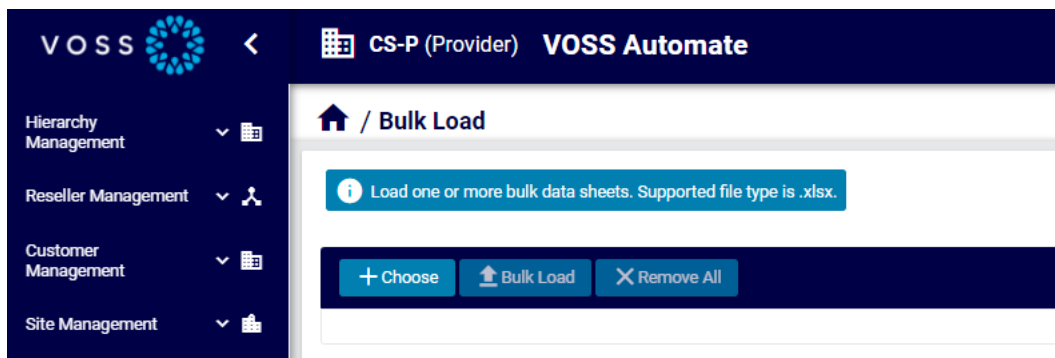 VOSS
CS-P (Provider) VOSS Automate
Hierarchy
Management
Reseller Management
Customer
Management
Site Management
/ Bulk Load
Load one or more bulk data sheets. Supported file type is .xlsx.
Choose Bulk Load Remove All